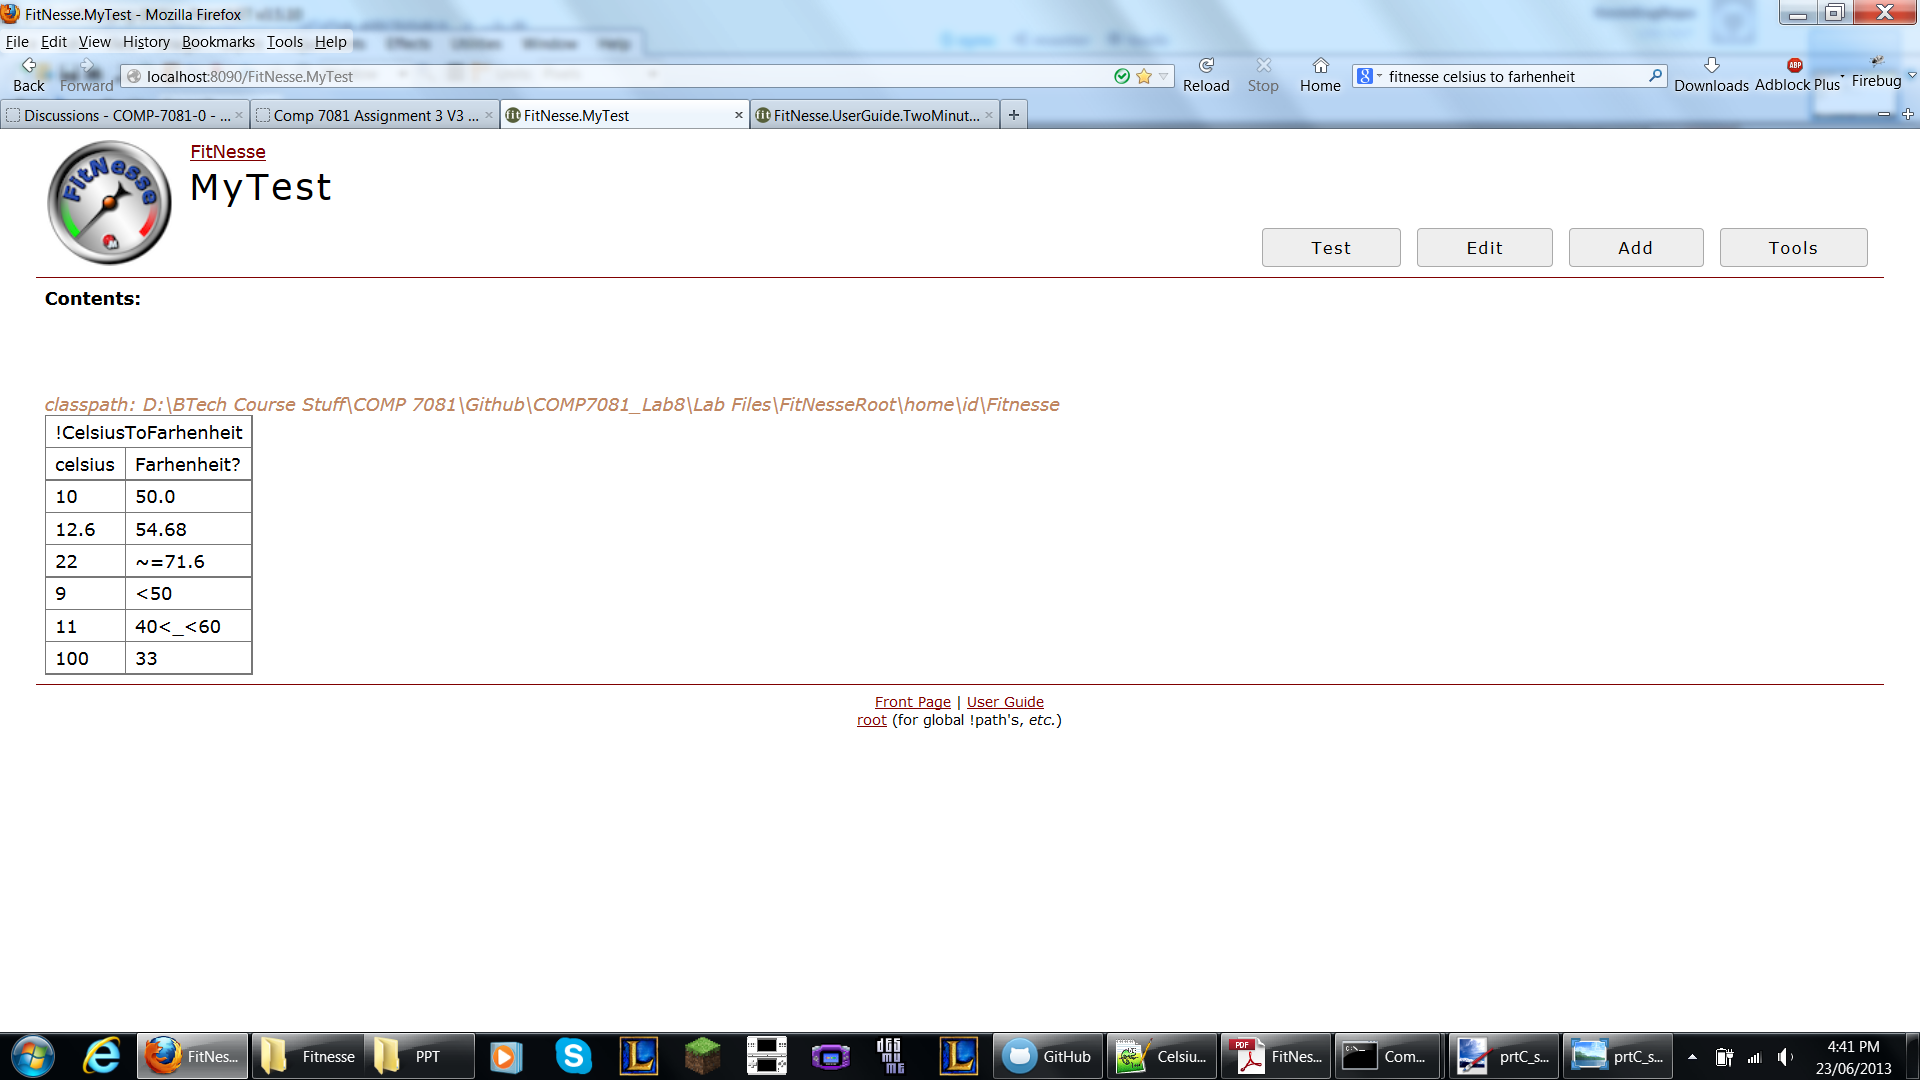 FitNesse.MyTest - Mozilla Firefox
File Edit View History Bookmarks Tools Help
Back Forward localhost:8090/FitNesse.MyTest Reload Stop Home fitnesse celsius to farhenheit Downloads Adblock Plus Firebug
Discussions - COMP-7081-0 - ... Comp 7081 Assignment 3 V3 ... FitNesse.MyTest FitNesse.UserGuide.TwoMinut...
FitNesse
FitNesse
MyTest
Test Edit Add Tools
Contents:
classpath: D:\BTech Course Stuff\COMP 7081\Github\COMP7081_Lab8\Lab Files\FitNesseRoot\home\id\Fitnesse
!CelsiusToFarhenheit
celsius Farhenheit?
10 50.0
12.6 54.68
22 ~=71.6
9 <50
11 40<_<60
100 33
Front Page | User Guide
root (for global !path's, etc.)
FitNes... Fitnesse PPT GitHub Celsiu... FitNes... Com... prtC_s... prtC_s... 4:41 PM
23/06/2013